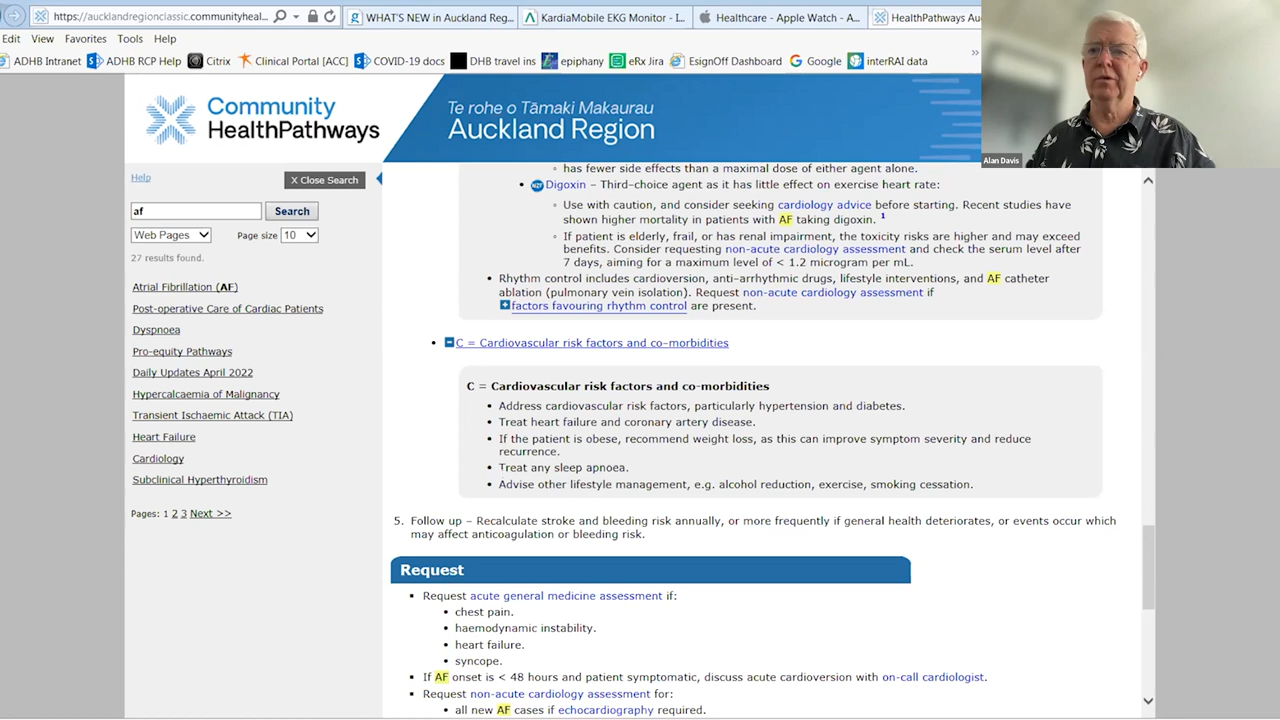 https://aucklandregionclassic.communityheal...
WHAT'S NEW in Auckland Reg...
KardiaMobile EKG Monitor - I...
Healthcare - Apple Watch - A...
HealthPathways Au
Edit View Favorites Tools Help
ADHB Intranet ADHB RCP Help Citrix Clinical Portal [ACC] COVID-19 docs DHB travel ins epiphany eRx Jira EsignOff Dashboard Google interRAI data »
Community
HealthPathways
Te rohe o Tāmaki Makaurau
Auckland Region
Alan Davis
Help
X Close Search
af
Search
Web Pages
Page size 10
27 results found.
Atrial Fibrillation (AF)
Post-operative Care of Cardiac Patients
Dyspnoea
Pro-equity Pathways
Daily Updates April 2022
Hypercalcaemia of Malignancy
Transient Ischaemic Attack (TIA)
Heart Failure
Cardiology
Subclinical Hyperthyroidism
Pages: 1 2 3 Next >>
has fewer side effects than a maximal dose of either agent alone.
NZF Digoxin – Third-choice agent as it has little effect on exercise heart rate:
Use with caution, and consider seeking cardiology advice before starting. Recent studies have
shown higher mortality in patients with AF taking digoxin. 1
If patient is elderly, frail, or has renal impairment, the toxicity risks are higher and may exceed
benefits. Consider requesting non-acute cardiology assessment and check the serum level after
7 days, aiming for a maximum level of < 1.2 microgram per mL.
Rhythm control includes cardioversion, anti-arrhythmic drugs, lifestyle interventions, and AF catheter
ablation (pulmonary vein isolation). Request non-acute cardiology assessment if
factors favouring rhythm control are present.
C = Cardiovascular risk factors and co-morbidities
C = Cardiovascular risk factors and co-morbidities
Address cardiovascular risk factors, particularly hypertension and diabetes.
Treat heart failure and coronary artery disease.
If the patient is obese, recommend weight loss, as this can improve symptom severity and reduce
recurrence.
Treat any sleep apnoea.
Advise other lifestyle management, e.g. alcohol reduction, exercise, smoking cessation.
5. Follow up – Recalculate stroke and bleeding risk annually, or more frequently if general health deteriorates, or events occur which
may affect anticoagulation or bleeding risk.
Request
Request acute general medicine assessment if:
chest pain.
haemodynamic instability.
heart failure.
syncope.
If AF onset is < 48 hours and patient symptomatic, discuss acute cardioversion with on-call cardiologist.
Request non-acute cardiology assessment for:
all new AF cases if echocardiography required.